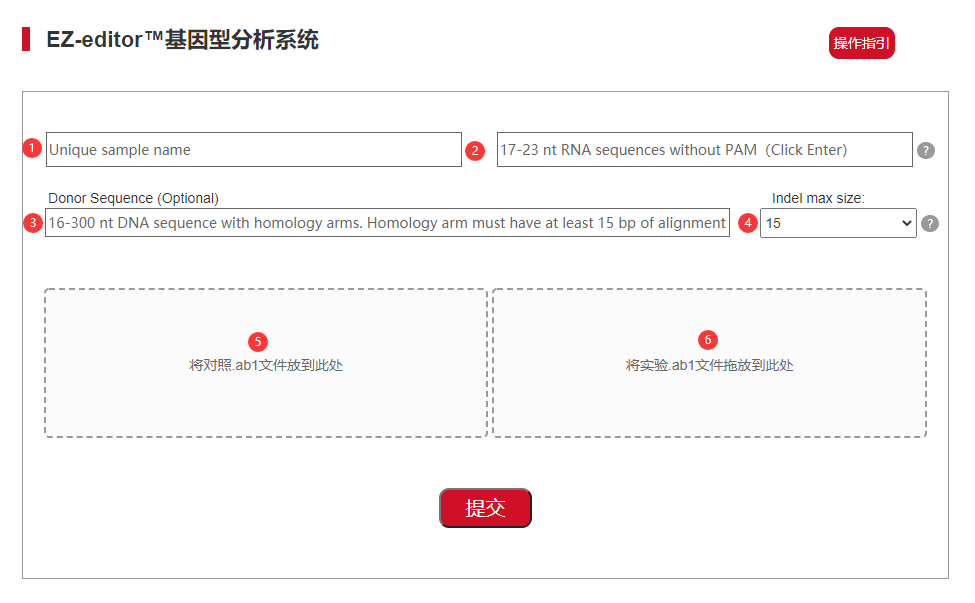 EZ-editor™基因型分析系统
操作指引
1 Unique sample name
2 17-23 nt RNA sequences without PAM（Click Enter） ?
Donor Sequence (Optional)
Indel max size:
3 16-300 nt DNA sequence with homology arms. Homology arm must have at least 15 bp of alignment
4 15 ?
5
将对照.ab1文件放到此处
6
将实验.ab1文件拖放到此处
提交